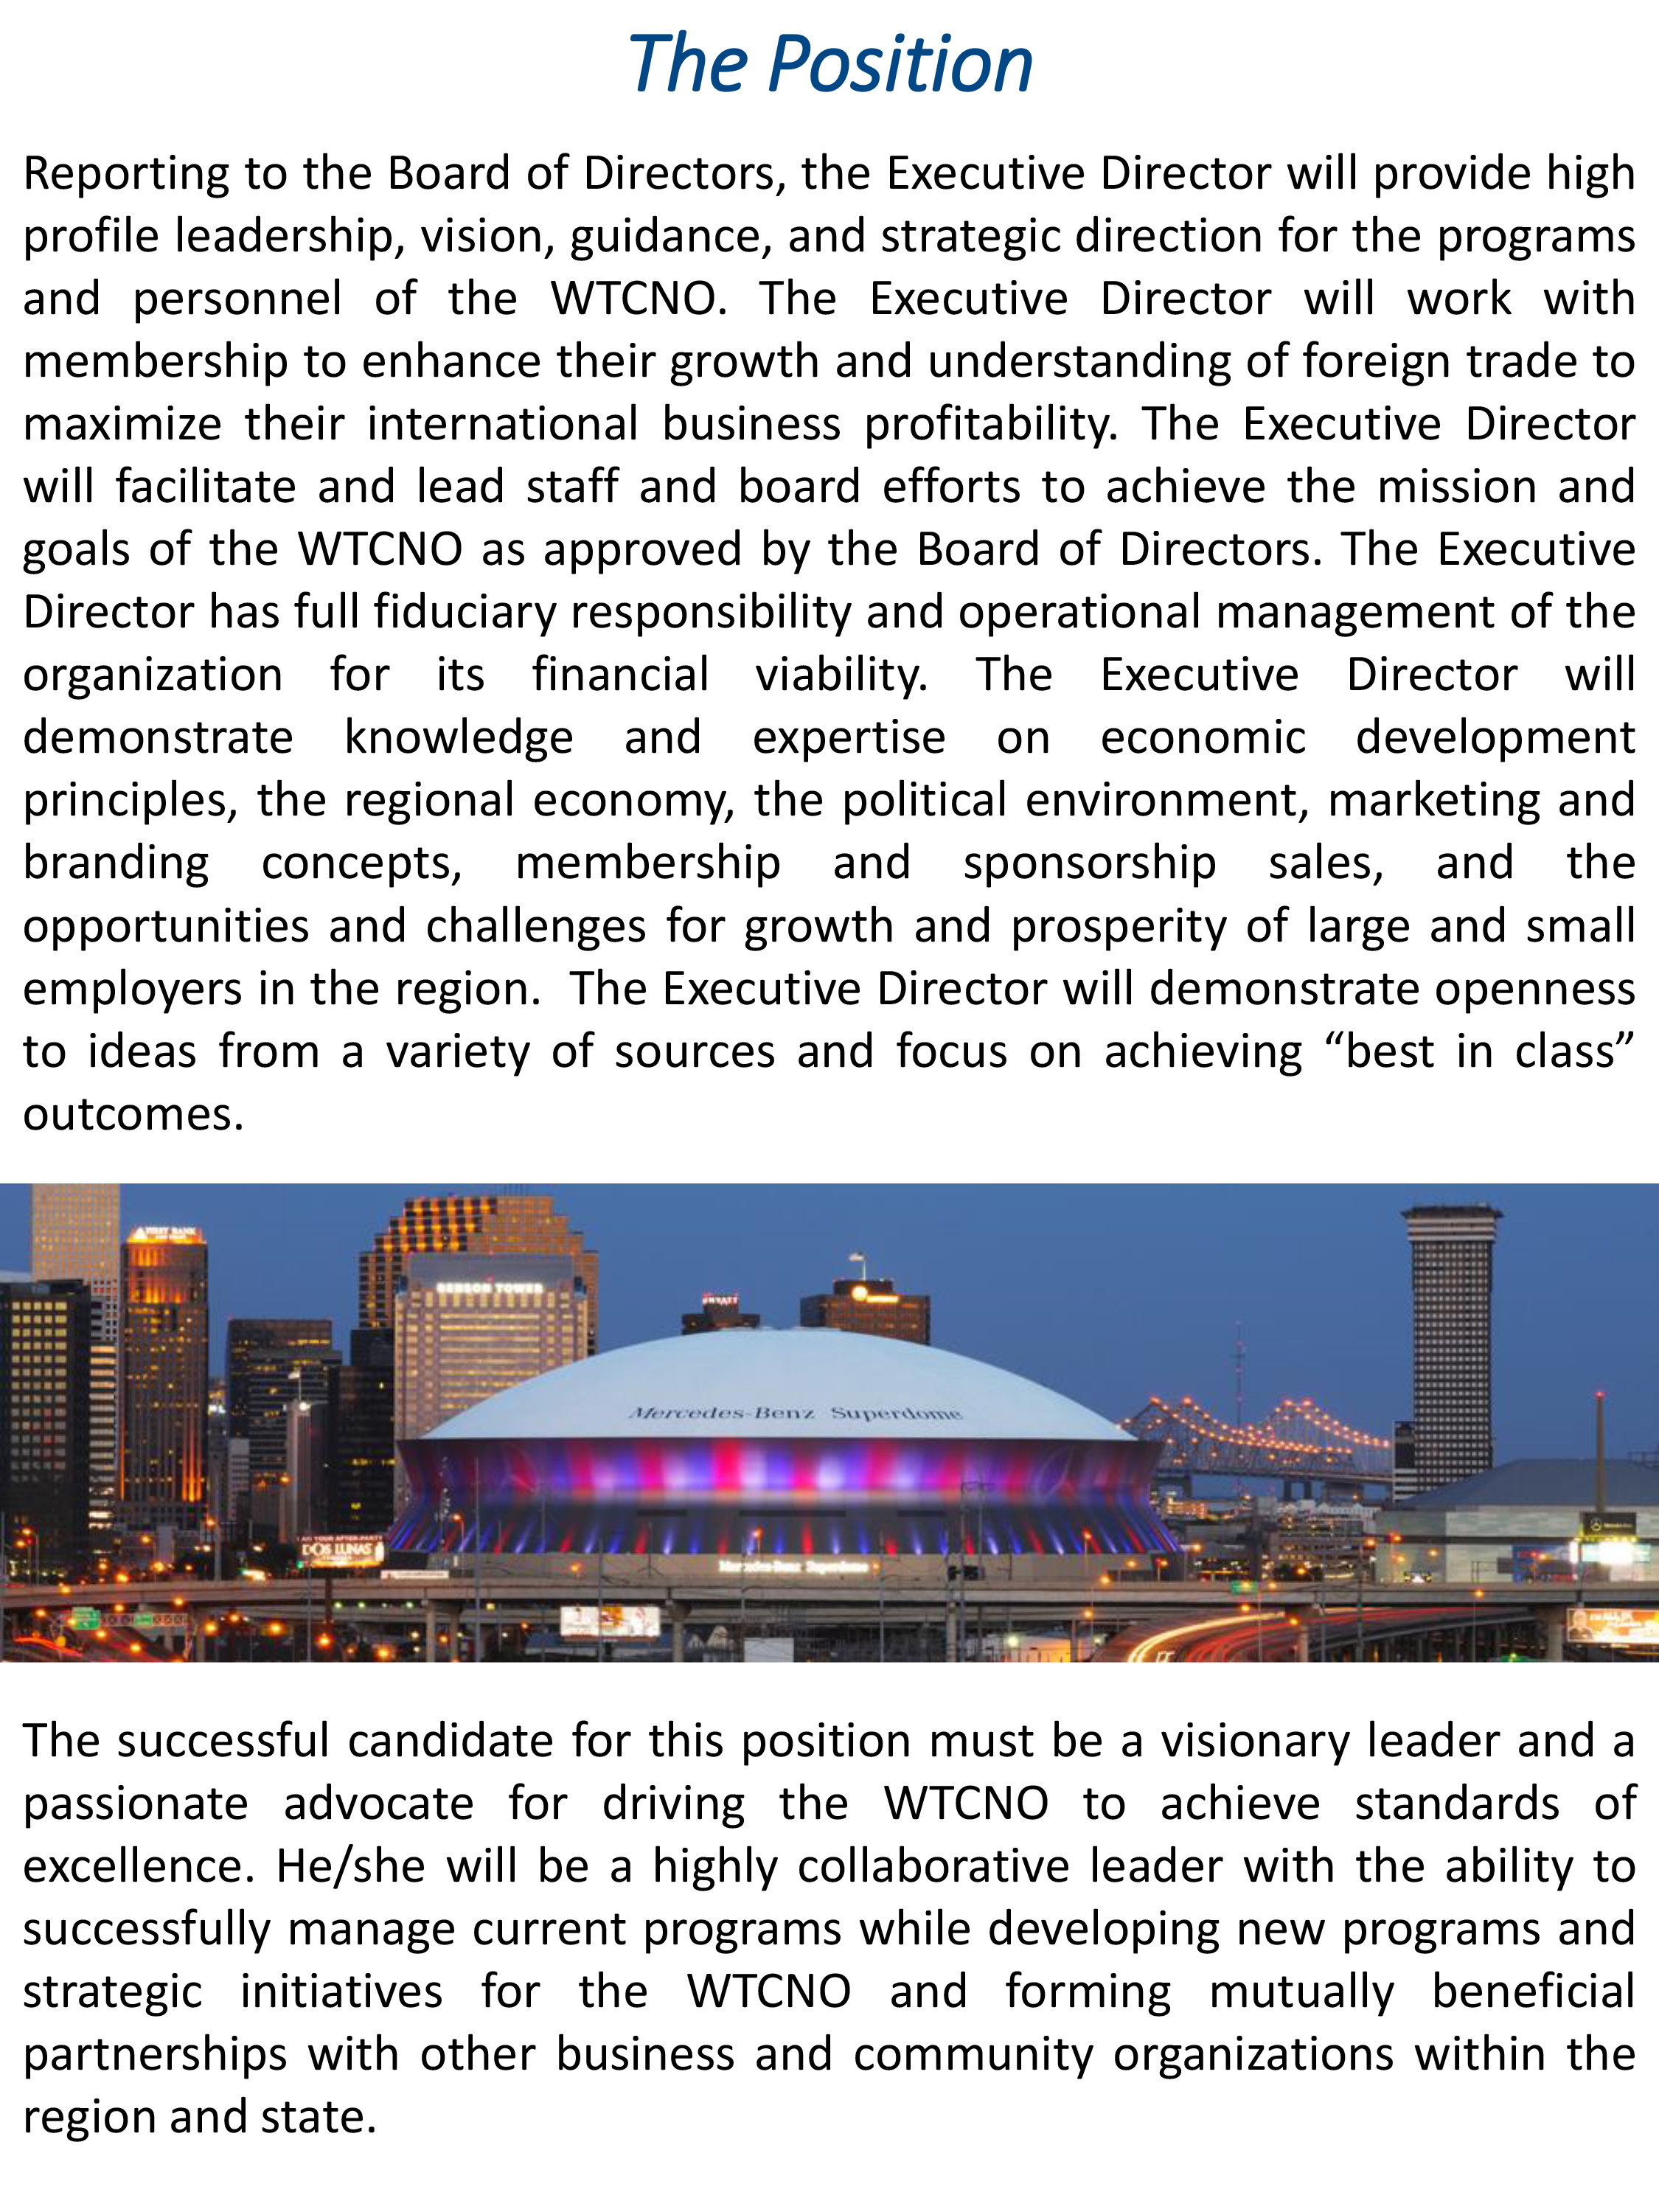 The Position
Reporting to the Board of Directors, the Executive Director will provide high
profile leadership, vision, guidance, and strategic direction for the programs
and personnel of the WTCNO. The Executive Director will work with
membership to enhance their growth and understanding of foreign trade to
maximize their international business profitability. The Executive Director
will facilitate and lead staff and board efforts to achieve the mission and
goals of the WTCNO as approved by the Board of Directors. The Executive
Director has full fiduciary responsibility and operational management of the
organization for its financial viability. The Executive Director will
demonstrate knowledge and expertise on economic development
principles, the regional economy, the political environment, marketing and
branding concepts, membership and sponsorship sales, and the
opportunities and challenges for growth and prosperity of large and small
employers in the region. The Executive Director will demonstrate openness
to ideas from a variety of sources and focus on achieving “best in class”
outcomes.
BENSON TOWER
HYATT
Mercedes-Benz Superdome
DOS LUNAS
Mercedes-Benz Superdome
The successful candidate for this position must be a visionary leader and a
passionate advocate for driving the WTCNO to achieve standards of
excellence. He/she will be a highly collaborative leader with the ability to
successfully manage current programs while developing new programs and
strategic initiatives for the WTCNO and forming mutually beneficial
partnerships with other business and community organizations within the
region and state.